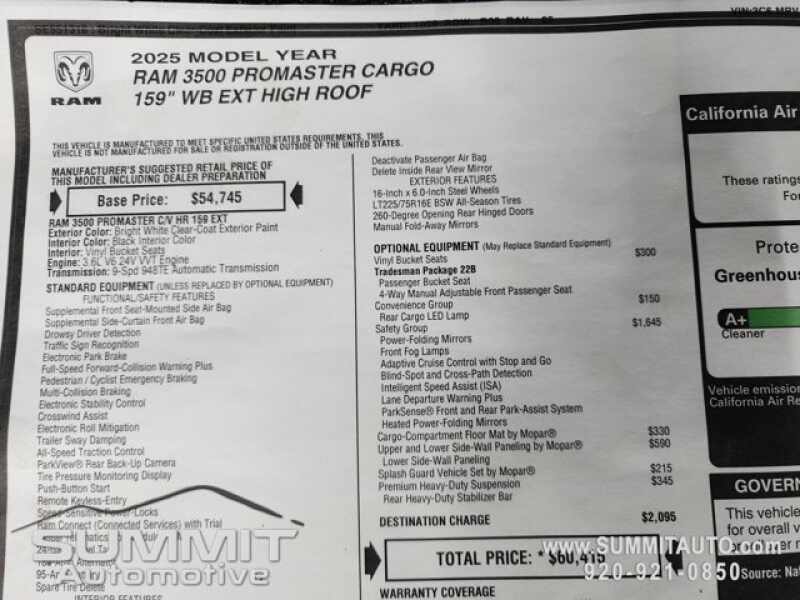 2025 MODEL YEAR
RAM 3500 PROMASTER CARGO
159" WB EXT HIGH ROOF
RAM
THIS VEHICLE IS MANUFACTURED TO MEET SPECIFIC UNITED STATES REQUIREMENTS. THIS
VEHICLE IS NOT MANUFACTURED FOR SALE OR REGISTRATION OUTSIDE OF THE UNITED STATES.
MANUFACTURER'S SUGGESTED RETAIL PRICE OF
THIS MODEL INCLUDING DEALER PREPARATION
Base Price: $54,745
RAM 3500 PROMASTER C/V HR 159 EXT
Exterior Color: Bright White Clear-Coat Exterior Paint
Interior Color: Black Interior Color
Interior: Vinyl Bucket Seats
Engine: 3.6L V6 24V VVT Engine
Transmission: 9-Spd 948TE Automatic Transmission
STANDARD EQUIPMENT (UNLESS REPLACED BY OPTIONAL EQUIPMENT)
FUNCTIONAL/SAFETY FEATURES
Supplemental Front Seat-Mounted Side Air Bag
Supplemental Side-Curtain Front Air Bag
Drowsy Driver Detection
Traffic Sign Recognition
Electronic Park Brake
Full-Speed Forward-Collision Warning Plus
Pedestrian / Cyclist Emergency Braking
Multi-Collision Braking
Electronic Stability Control
Crosswind Assist
Electronic Roll Mitigation
Trailer Sway Damping
All-Speed Traction Control
ParkView® Rear Back-Up Camera
Tire Pressure Monitoring Display
Push-Button Start
Remote Keyless-Entry
Speed-Sensitive Power-Locks
Ram Connect (Connected Services) with Trial
Spare Tire Delete
INTERIOR FEATURES
Deactivate Passenger Air Bag
Delete Inside Rear View Mirror
EXTERIOR FEATURES
16-Inch x 6.0-Inch Steel Wheels
LT225/75R16E BSW All-Season Tires
260-Degree Opening Rear Hinged Doors
Manual Fold-Away Mirrors
OPTIONAL EQUIPMENT (May Replace Standard Equipment)
Vinyl Bucket Seats $300
Tradesman Package 22B
Passenger Bucket Seat
4-Way Manual Adjustable Front Passenger Seat
Convenience Group $150
Rear Cargo LED Lamp
Safety Group $1,645
Power-Folding Mirrors
Front Fog Lamps
Adaptive Cruise Control with Stop and Go
Blind-Spot and Cross-Path Detection
Intelligent Speed Assist (ISA)
Lane Departure Warning Plus
ParkSense® Front and Rear Park-Assist System
Heated Power-Folding Mirrors
Cargo-Compartment Floor Mat by Mopar® $330
Upper and Lower Side-Wall Paneling by Mopar® $590
Lower Side-Wall Paneling
Splash Guard Vehicle Set by Mopar® $215
Premium Heavy-Duty Suspension $345
Rear Heavy-Duty Stabilizer Bar
DESTINATION CHARGE $2,095
TOTAL PRICE: * $60,415
WARRANTY COVERAGE
California Air
These ratings
Prote
Greenhous
A+
Cleaner
Vehicle emission
California Air Re
GOVERN
This vehicle
for overall v
Source: Nat
SUMMIT
Automotive
www.SUMMITAUTO.com
920-921-0850